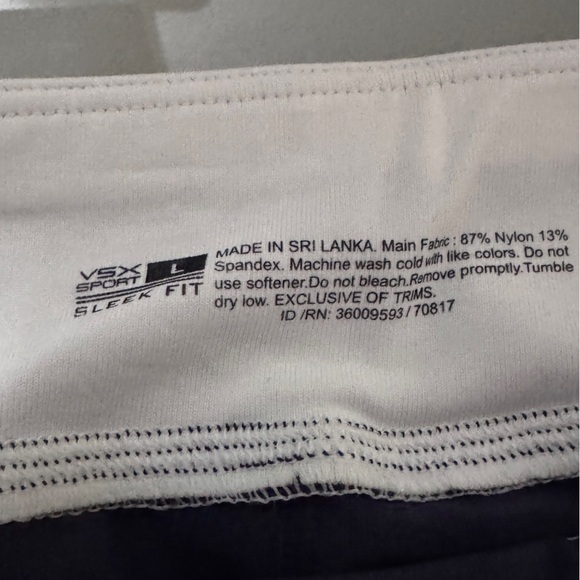 VSX
SPORT
L
SLEEK FIT
MADE IN SRI LANKA. Main Fabric : 87% Nylon 13%
Spandex. Machine wash cold with like colors. Do not
use softener.Do not bleach.Remove promptly.Tumble
dry low. EXCLUSIVE OF TRIMS.
ID /RN: 36009593 / 70817